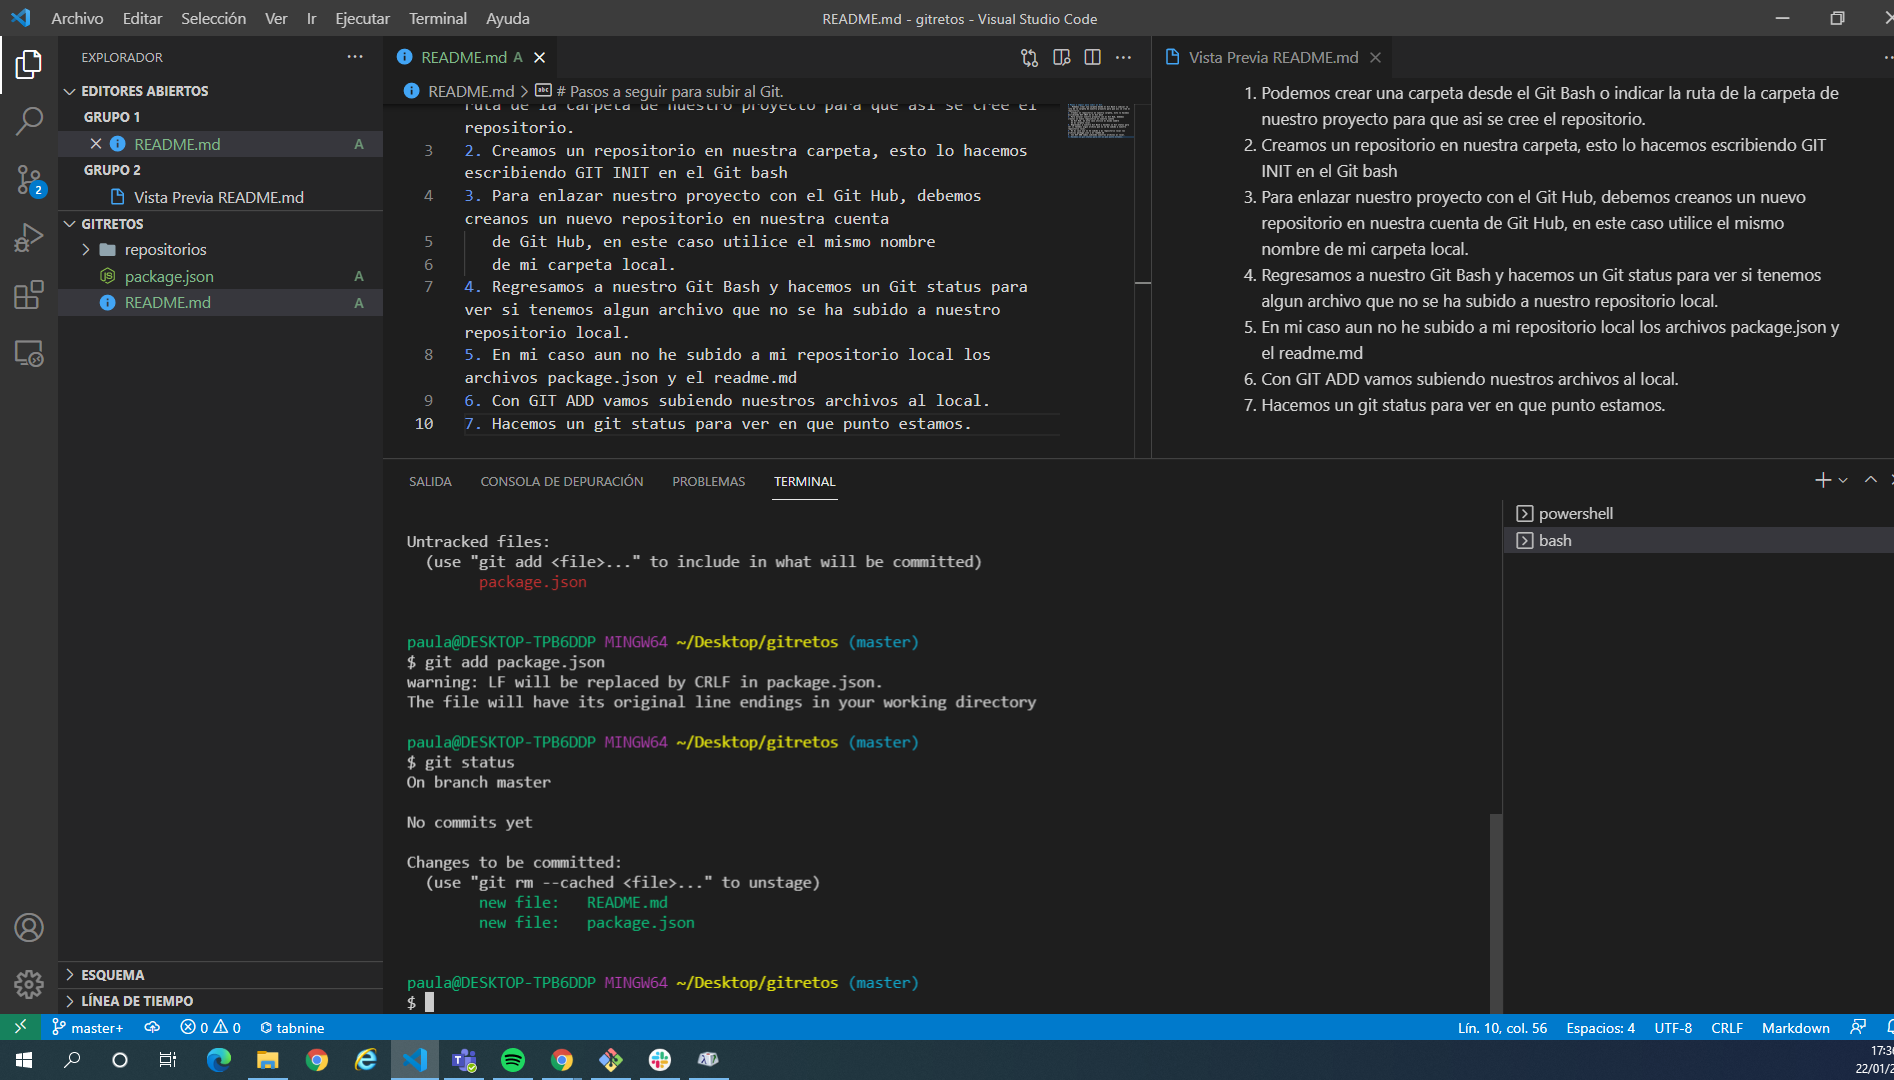 Archivo Editar Selección Ver Ir Ejecutar Terminal Ayuda
README.md - gitretos - Visual Studio Code
EXPLORADOR
EDITORES ABIERTOS
GRUPO 1
README.md A
GRUPO 2
Vista Previa README.md
GITRETOS
repositorios
package.json A
README.md A
ESQUEMA
LÍNEA DE TIEMPO
2
README.md A
README.md > # Pasos a seguir para subir al Git.
ruta de la carpeta de nuestro proyecto para que asi se cree el
repositorio.
3 2. Creamos un repositorio en nuestra carpeta, esto lo hacemos
escribiendo GIT INIT en el Git bash
4 3. Para enlazar nuestro proyecto con el Git Hub, debemos
creanos un nuevo repositorio en nuestra cuenta
5 de Git Hub, en este caso utilice el mismo nombre
6 de mi carpeta local.
7 4. Regresamos a nuestro Git Bash y hacemos un Git status para
ver si tenemos algun archivo que no se ha subido a nuestro
repositorio local.
8 5. En mi caso aun no he subido a mi repositorio local los
archivos package.json y el readme.md
9 6. Con GIT ADD vamos subiendo nuestros archivos al local.
10 7. Hacemos un git status para ver en que punto estamos.
Vista Previa README.md
1. Podemos crear una carpeta desde el Git Bash o indicar la ruta de la carpeta de
nuestro proyecto para que asi se cree el repositorio.
2. Creamos un repositorio en nuestra carpeta, esto lo hacemos escribiendo GIT
INIT en el Git bash
3. Para enlazar nuestro proyecto con el Git Hub, debemos creanos un nuevo
repositorio en nuestra cuenta de Git Hub, en este caso utilice el mismo
nombre de mi carpeta local.
4. Regresamos a nuestro Git Bash y hacemos un Git status para ver si tenemos
algun archivo que no se ha subido a nuestro repositorio local.
5. En mi caso aun no he subido a mi repositorio local los archivos package.json y
el readme.md
6. Con GIT ADD vamos subiendo nuestros archivos al local.
7. Hacemos un git status para ver en que punto estamos.
SALIDA CONSOLA DE DEPURACIÓN PROBLEMAS TERMINAL
Untracked files:
(use "git add <file>..." to include in what will be committed)
package.json
paula@DESKTOP-TPB6DDP MINGW64 ~/Desktop/gitretos (master)
$ git add package.json
warning: LF will be replaced by CRLF in package.json.
The file will have its original line endings in your working directory
paula@DESKTOP-TPB6DDP MINGW64 ~/Desktop/gitretos (master)
$ git status
On branch master
No commits yet
Changes to be committed:
(use "git rm --cached <file>..." to unstage)
new file: README.md
new file: package.json
paula@DESKTOP-TPB6DDP MINGW64 ~/Desktop/gitretos (master)
$
powershell
bash
master+ 0 0 tabnine
Lín. 10, col. 56 Espacios: 4 UTF-8 CRLF Markdown